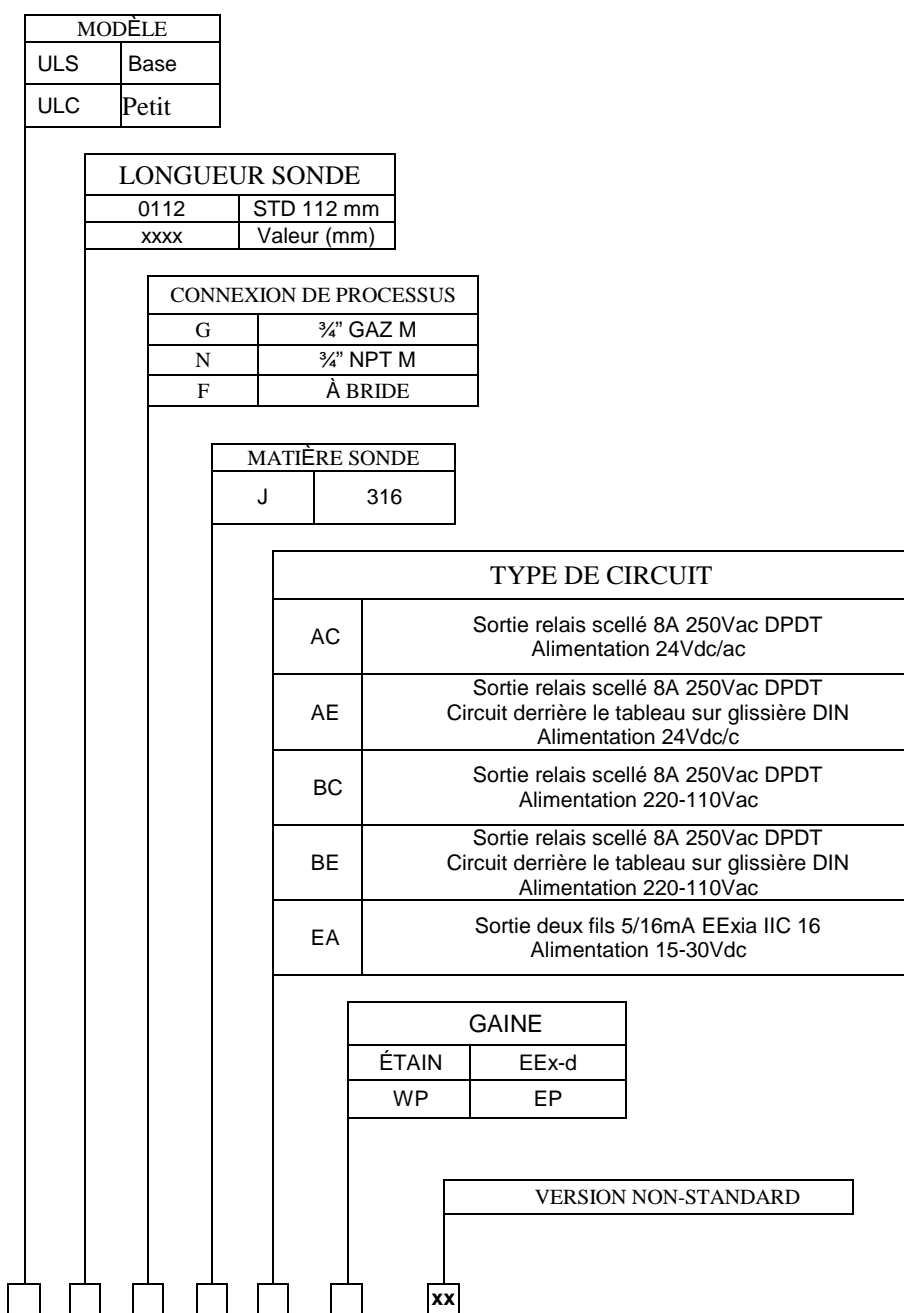 MODÈLE
ULS Base
ULC Petit
LONGUEUR SONDE
0112 STD 112 mm
xxxx Valeur (mm)
CONNEXION DE PROCESSUS
G ¾” GAZ M
N ¾” NPT M
F À BRIDE
MATIÈRE SONDE
J 316
TYPE DE CIRCUIT
AC Sortie relais scellé 8A 250Vac DPDT
Alimentation 24Vdc/ac
AE Sortie relais scellé 8A 250Vac DPDT
Circuit derrière le tableau sur glissière DIN
Alimentation 24Vdc/c
BC Sortie relais scellé 8A 250Vac DPDT
Alimentation 220-110Vac
BE Sortie relais scellé 8A 250Vac DPDT
Circuit derrière le tableau sur glissière DIN
Alimentation 220-110Vac
EA Sortie deux fils 5/16mA EExia IIC 16
Alimentation 15-30Vdc
GAINE
ÉTAIN EEx-d
WP EP
VERSION NON-STANDARD
xx